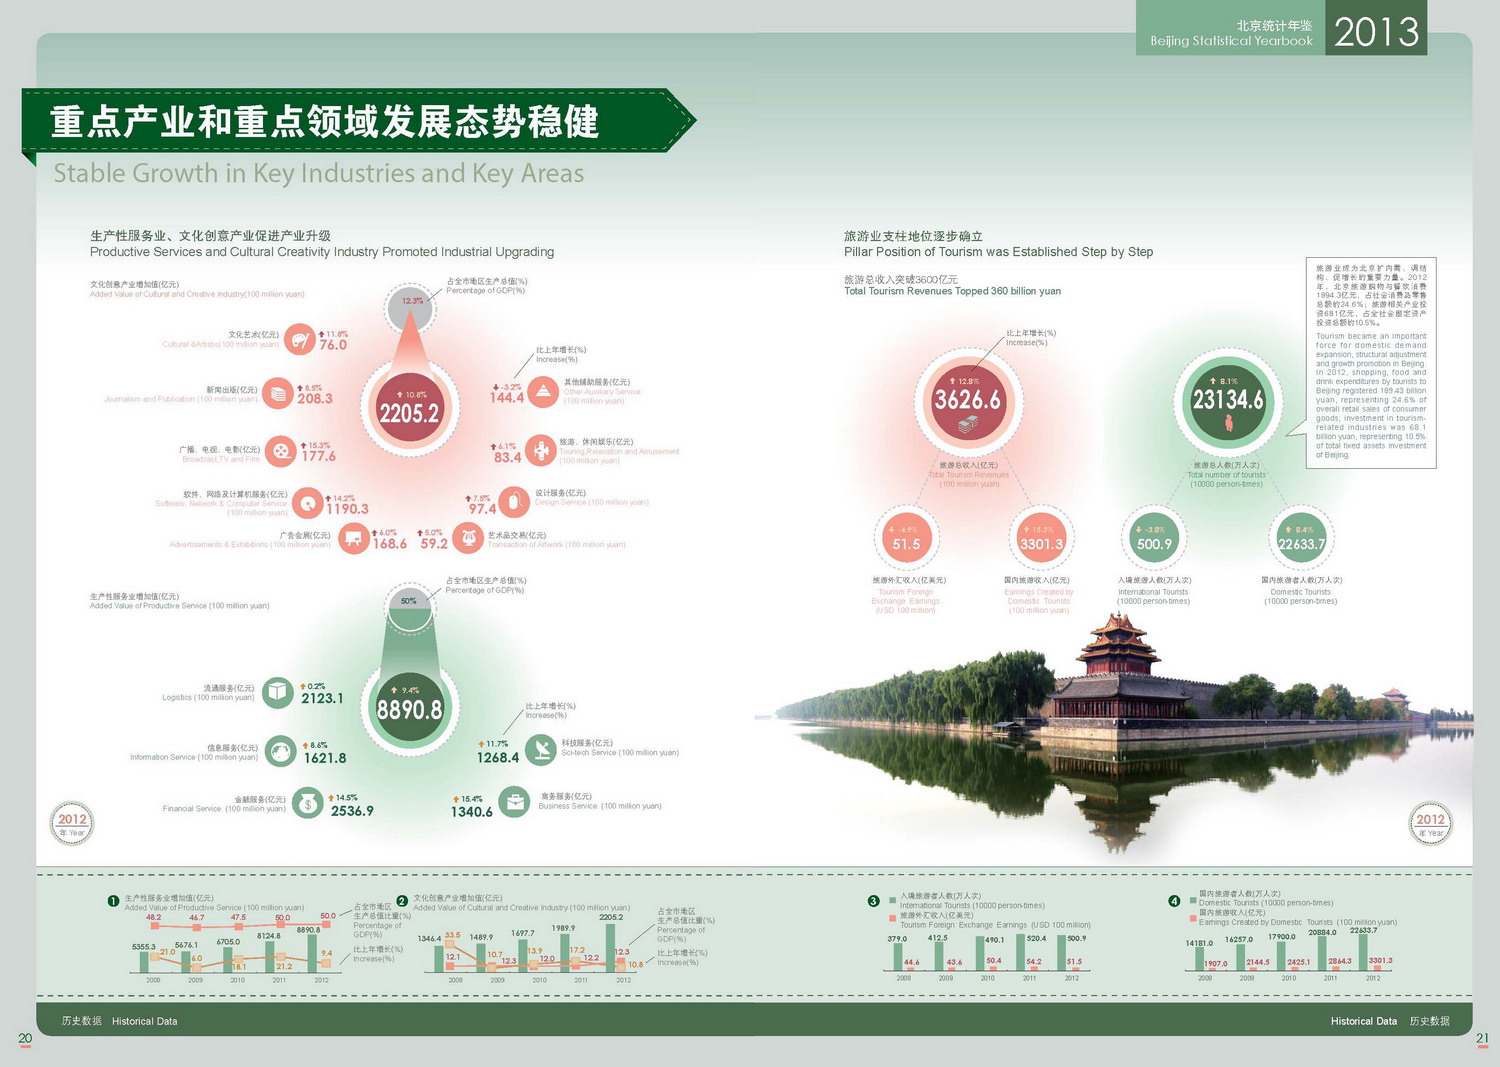 北京统计年鉴
Beijing Statistical Yearbook
2013
重点产业和重点领域发展态势稳健
Stable Growth in Key Industries and Key Areas
生产性服务业、文化创意产业促进产业升级
Productive Services and Cultural Creativity Industry Promoted Industrial Upgrading
文化创意产业增加值(亿元)
Added Value of Cultural and Creative Industry(100 million yuan)
占全市地区生产总值(%)
Percentage of GDP(%)
12.3%
10.8%
2205.2
比上年增长(%)
Increase(%)
文化艺术(亿元)
Cultural &Artsbo(100 million yuan)
11.8%
76.0
新闻出版(亿元)
Journalism and Publication (100 million yuan)
8.5%
208.3
广播、电视、电影(亿元)
Broadcast,TV and Film
15.3%
177.6
软件、网络及计算机服务(亿元)
Software, Network & Computer Service
(100 million yuan)
14.2%
1190.3
广告会展(亿元)
Advertisements & Exhibitions (100 million yuan)
6.0%
168.6
-3.2%
144.4
其他辅助服务(亿元)
Other Auxiliary Service
(100 million yuan)
6.1%
83.4
旅游、休闲娱乐(亿元)
Touring,Relaxation and Amusement
(100 million yuan)
7.5%
97.4
设计服务(亿元)
Design Service (100 million yuan)
5.0%
59.2
艺术品交易(亿元)
Transaction of Artwork (100 million yuan)
生产性服务业增加值(亿元)
Added Value of Productive Service (100 million yuan)
占全市地区生产总值(%)
Percentage of GDP(%)
50%
9.4%
8890.8
比上年增长(%)
Increase(%)
流通服务(亿元)
Logistics (100 million yuan)
0.2%
2123.1
信息服务(亿元)
Information Service (100 million yuan)
8.6%
1621.8
金融服务(亿元)
Financial Service (100 million yuan)
14.5%
2536.9
11.7%
1268.4
科技服务(亿元)
Sci-tech Service (100 million yuan)
15.4%
1340.6
商务服务(亿元)
Business Service (100 million yuan)
2012
年 Year
旅游业支柱地位逐步确立
Pillar Position of Tourism was Established Step by Step
旅游总收入突破3600亿元
Total Tourism Revenues Topped 360 billion yuan
比上年增长(%)
Increase(%)
12.8%
3626.6
旅游总收入(亿元)
Total Tourism Revenues
(100 million yuan)
-4.9%
51.5
旅游外汇收入(亿美元)
Tourism Foreign
Exchange Earnings
(USD 100 million)
15.3%
3301.3
国内旅游收入(亿元)
Earnings Created by
Domestic Tourists
(100 million yuan)
8.1%
23134.6
旅游总人数(万人次)
Total number of tourists
(10000 person-times)
-3.8%
500.9
入境旅游人数(万人次)
International Tourists
(10000 person-times)
8.4%
22633.7
国内旅游者人数(万人次)
Domestic Tourists
(10000 person-times)
旅游业成为北京扩内需、调结
构、促增长的重要力量。2012
年，北京旅游购物与餐饮消费
1894.3亿元，占社会消费品零售
总额的24.6%；旅游相关产业投
资681亿元，占全社会固定资产
投资总额的10.5%。
Tourism became an important
force for domestic demand
expansion, structural adjustment
and growth promotion in Beijing.
In 2012, shopping, food and
drink expenditures by tourists to
Beijing registered 189.43 billion
yuan, representing 24.6% of
overall retail sales of consumer
goods; investment in tourism-
related industries was 68.1
billion yuan, representing 10.5%
of total fixed assets investment
of Beijing.
2012
年 Year
1
生产性服务业增加值(亿元)
Added Value of Productive Service (100 million yuan)
48.2 46.7 47.5 50.0 50.0
5355.3 5676.1 6705.0 8124.8 8890.8
21.0 6.0 18.1 21.2 9.4
2008 2009 2010 2011 2012
占全市地区
生产总值比重(%)
Percentage of
GDP(%)
比上年增长(%)
Increase(%)
2
文化创意产业增加值(亿元)
Added Value of Cultural and Creative Industry (100 million yuan)
1346.4 1489.9 1697.7 1989.9 2205.2
33.5 10.7 13.9 17.2 10.8
12.1 12.3 12.0 12.2 12.3
2008 2009 2010 2011 2012
占全市地区
生产总值比重(%)
Percentage of
GDP(%)
比上年增长(%)
Increase(%)
3
入境旅游者人数(万人次)
International Tourists (10000 person-times)
旅游外汇收入(亿美元)
Tourism Foreign Exchange Earnings (USD 100 million)
379.0 412.5 490.1 520.4 500.9
44.6 43.6 50.4 54.2 51.5
2008 2009 2010 2011 2012
4
国内旅游者人数(万人次)
Domestic Tourists (10000 person-times)
国内旅游收入(亿元)
Earnings Created by Domestic Tourists (100 million yuan)
14181.0 16257.0 17900.0 20884.0 22633.7
1907.0 2144.5 2425.1 2864.3 3301.3
2008 2009 2010 2011 2012
历史数据 Historical Data
Historical Data 历史数据
20
21